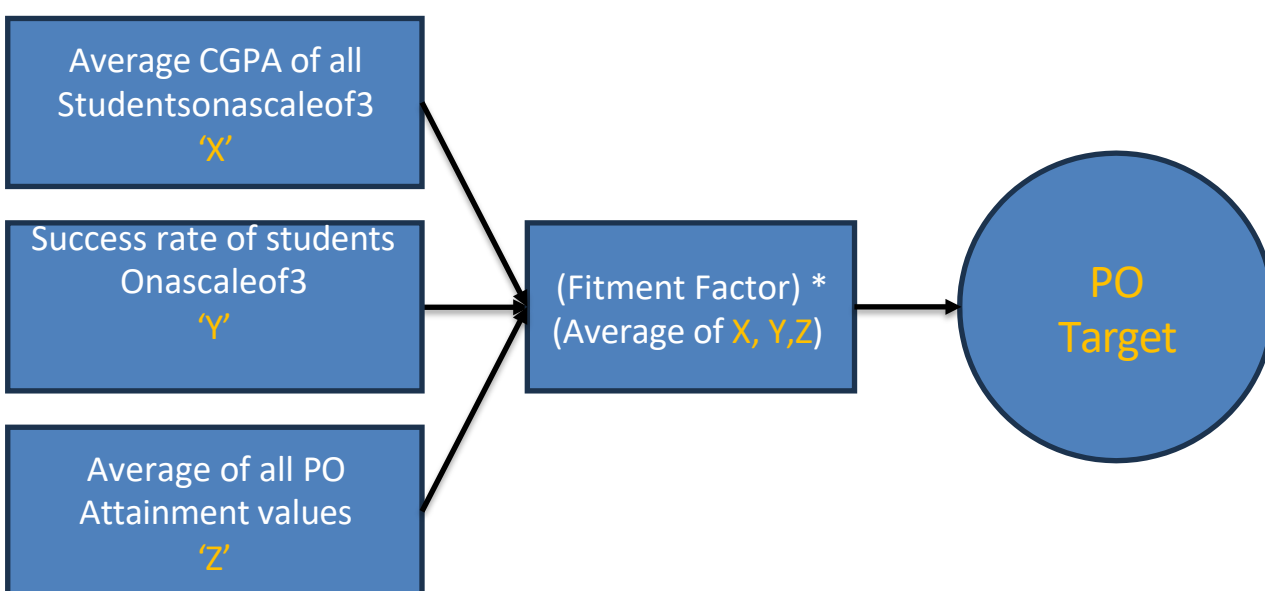 Average CGPA of all
Studentsonascaleof3
‘X’
Success rate of students
Onascaleof3
‘Y’
Average of all PO
Attainment values
‘Z’
(Fitment Factor) *
(Average of X, Y,Z)
PO
Target